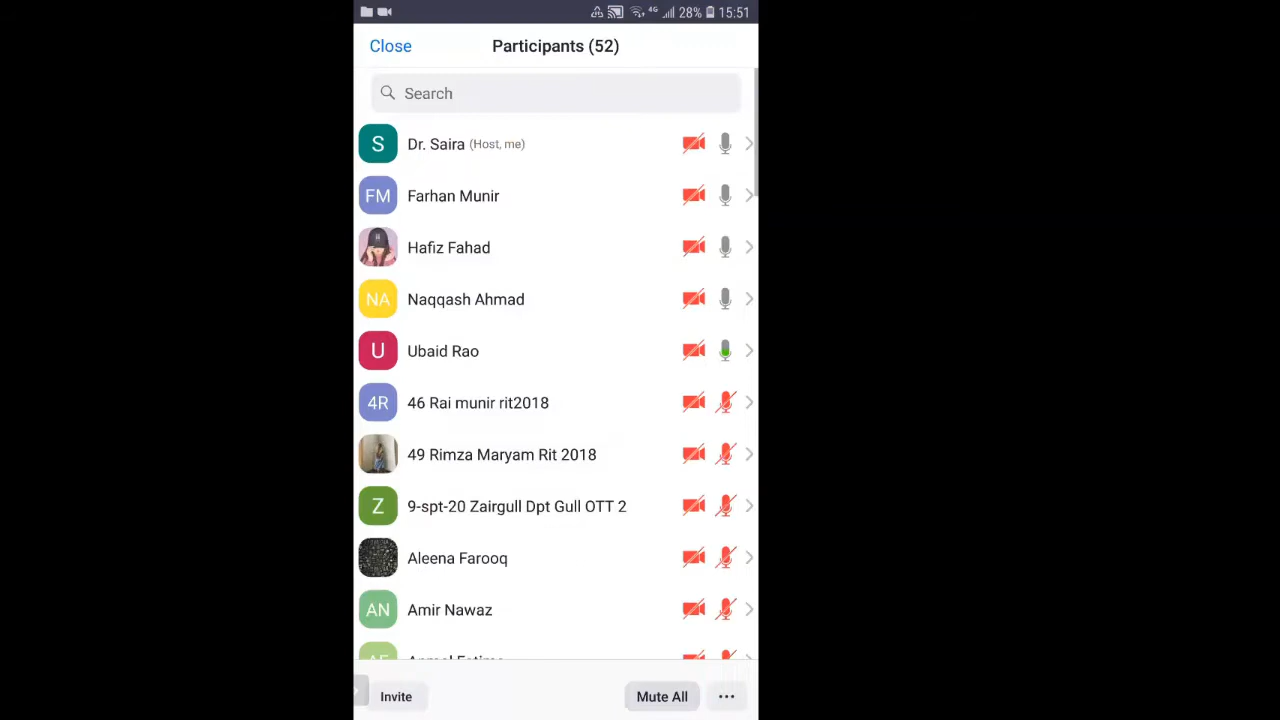 4G 28% 15:51
Close Participants (52)
Search
S Dr. Saira (Host, me)
FM Farhan Munir
Hafiz Fahad
NA Naqqash Ahmad
U Ubaid Rao
4R 46 Rai munir rit2018
49 Rimza Maryam Rit 2018
Z 9-spt-20 Zairgull Dpt Gull OTT 2
Aleena Farooq
AN Amir Nawaz
Invite Mute All ...